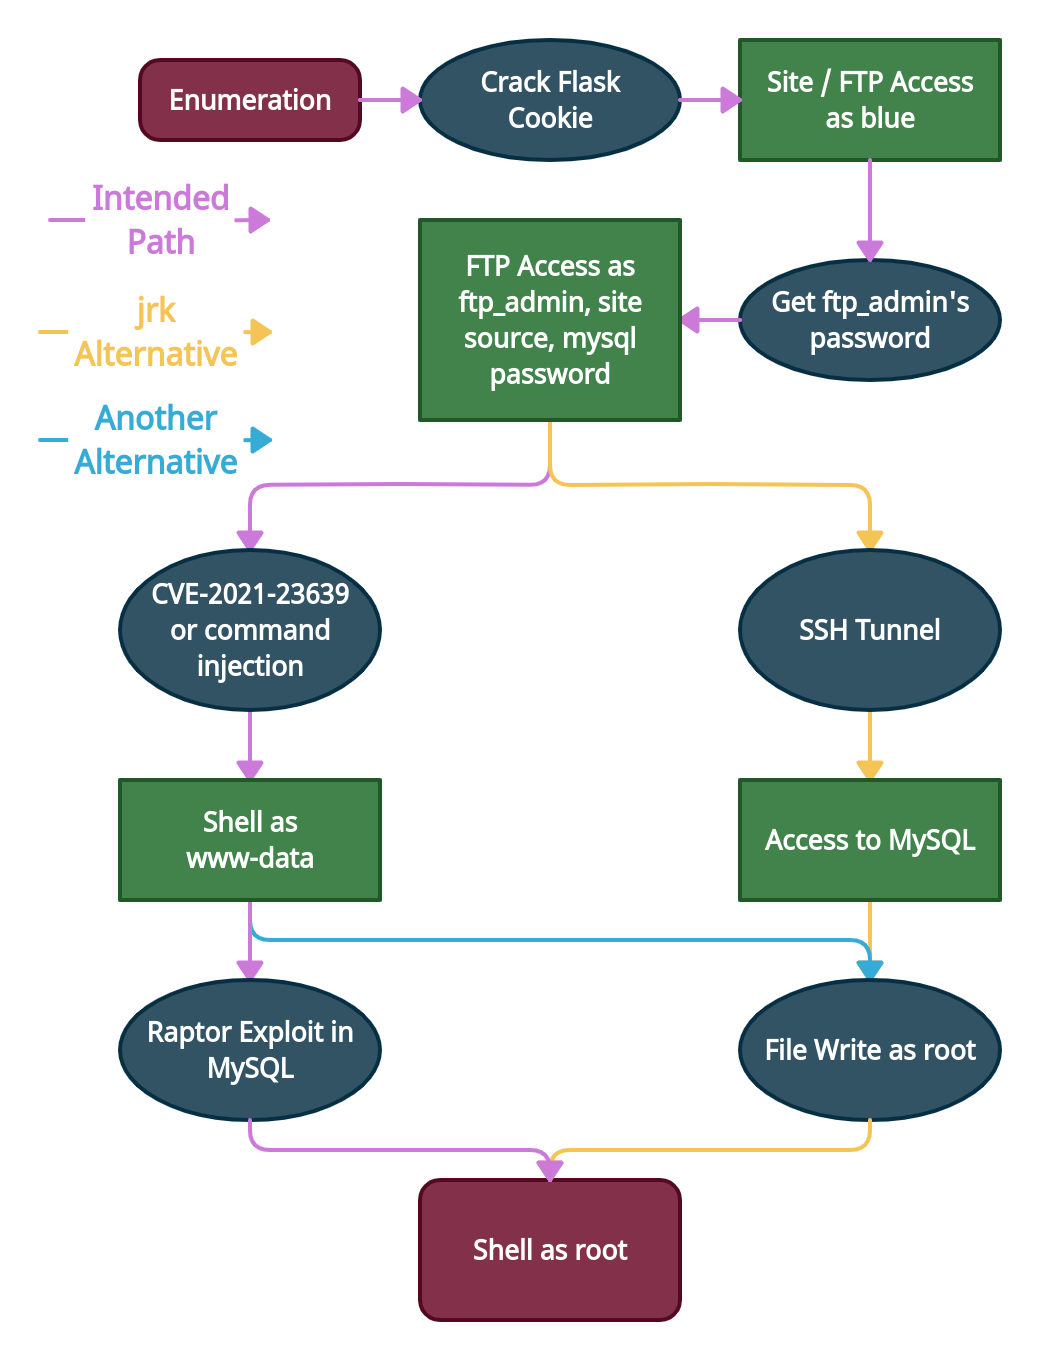 Enumeration
Crack Flask
Cookie
Site / FTP Access
as blue
Intended
Path
jrk
Alternative
Another
Alternative
FTP Access as
ftp_admin, site
source, mysql
password
Get ftp_admin's
password
CVE-2021-23639
or command
injection
SSH Tunnel
Shell as
www-data
Access to MySQL
Raptor Exploit in
MySQL
File Write as root
Shell as root